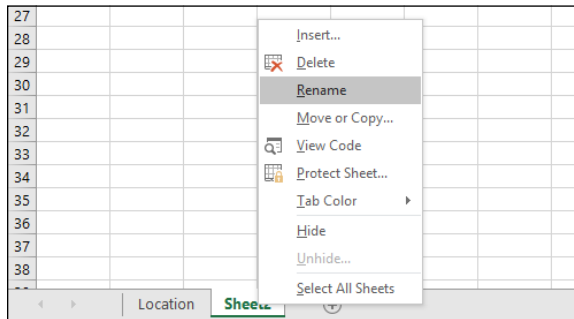 27
28
29
30
31
32
33
34
35
36
37
38
Insert...
Delete
Rename
Move or Copy...
View Code
Protect Sheet...
Tab Color
Hide
Unhide...
Select All Sheets
Location
Sheet2